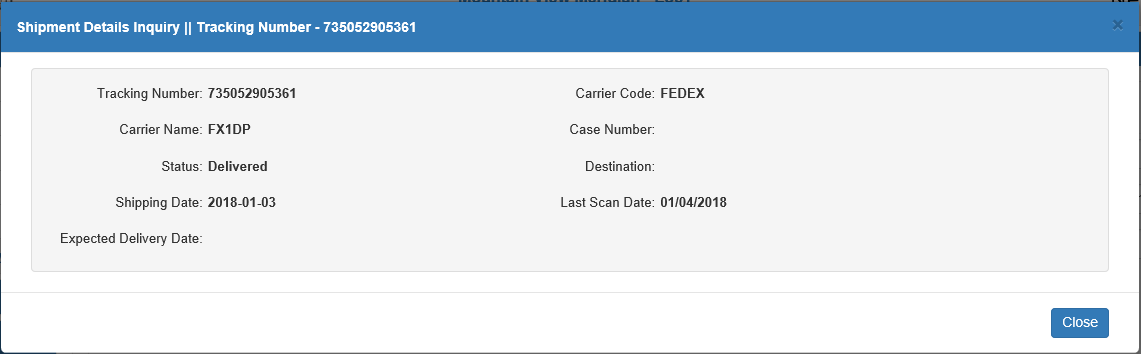 Shipment Details Inquiry || Tracking Number - 735052905361
×
Tracking Number: 735052905361 Carrier Code: FEDEX
Carrier Name: FX1DP Case Number:
Status: Delivered Destination:
Shipping Date: 2018-01-03 Last Scan Date: 01/04/2018
Expected Delivery Date:
Close